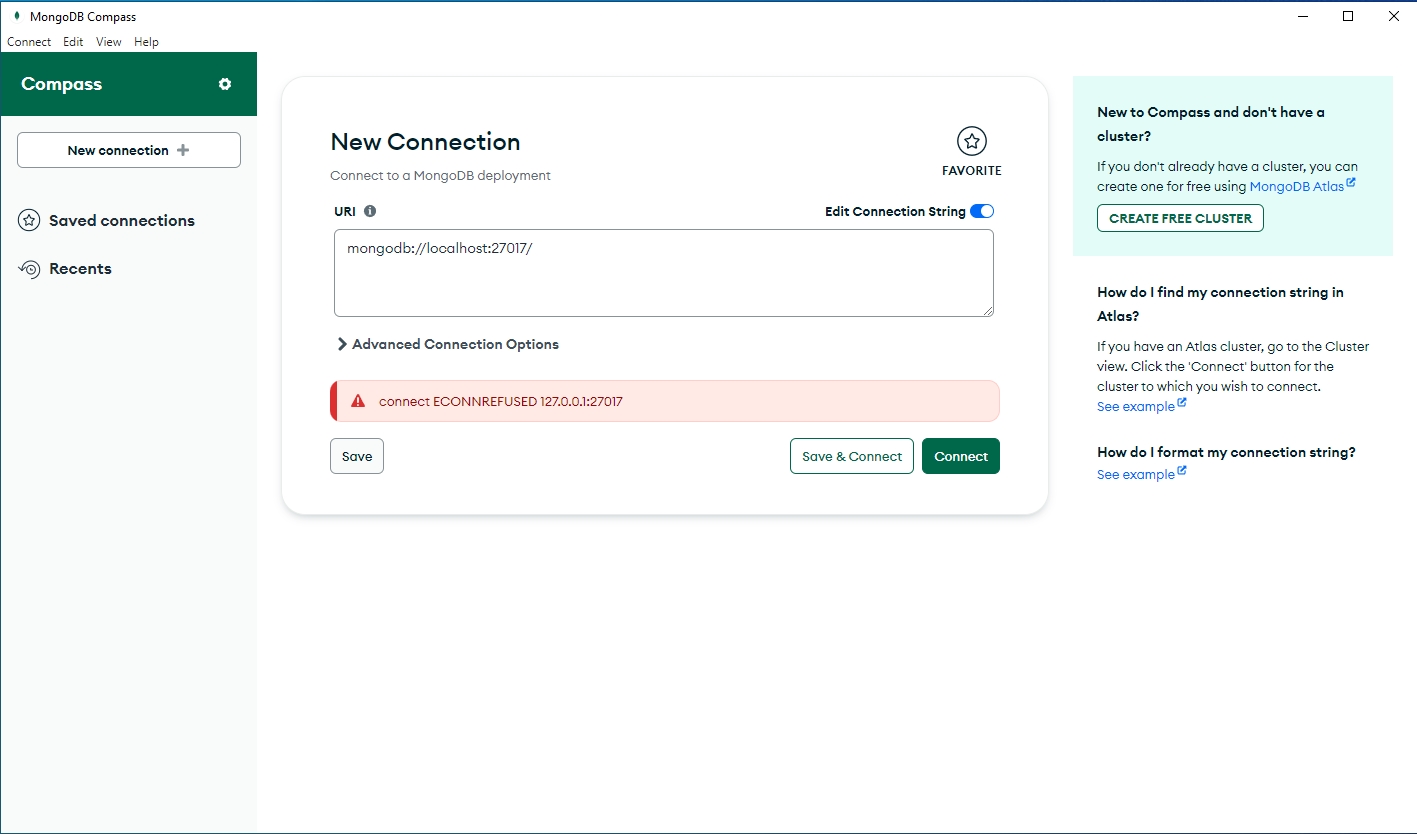 MongoDB Compass
Connect Edit View Help
Compass
New connection
Saved connections
Recents
New Connection
Connect to a MongoDB deployment
FAVORITE
URI
Edit Connection String
mongodb://localhost:27017/
Advanced Connection Options
connect ECONNREFUSED 127.0.0.1:27017
Save
Save & Connect
Connect
New to Compass and don't have a
cluster?
If you don't already have a cluster, you can
create one for free using MongoDB Atlas
CREATE FREE CLUSTER
How do I find my connection string in
Atlas?
If you have an Atlas cluster, go to the Cluster
view. Click the 'Connect' button for the
cluster to which you wish to connect.
See example
How do I format my connection string?
See example